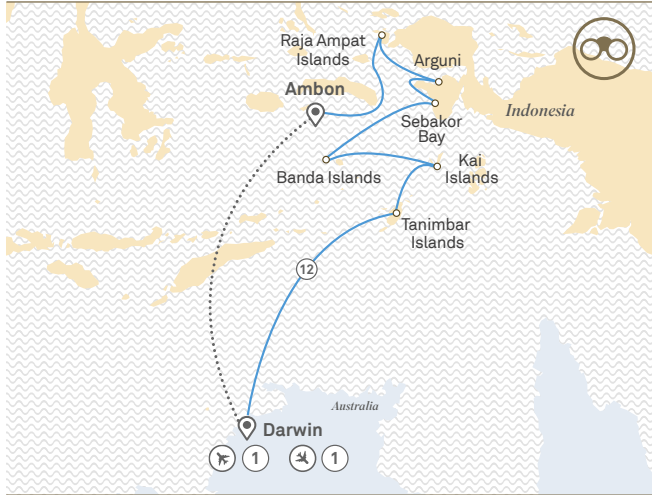 Raja Ampat
Islands
Arguni
Ambon
Indonesia
Sebakor
Bay
Banda Islands
Kai
Islands
Tanimbar
Islands
12
Australia
Darwin
1
1